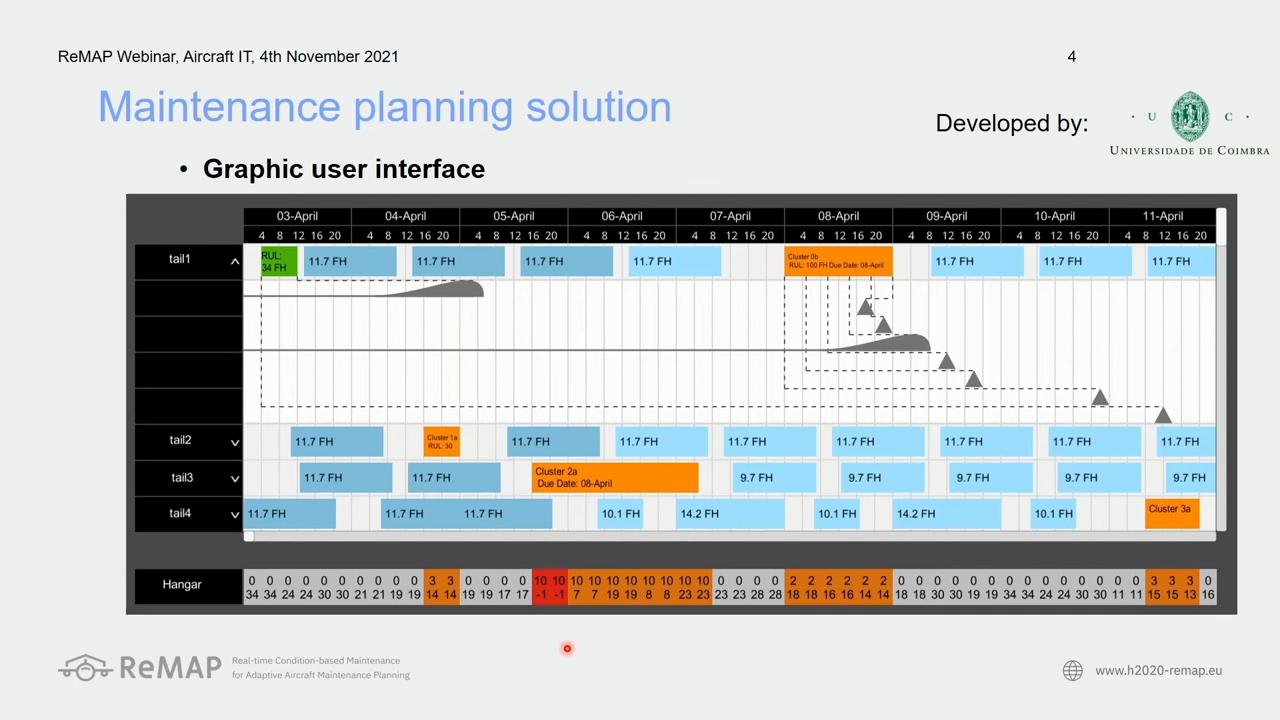 ReMAP Webinar, Aircraft IT, 4th November 2021
4
Maintenance planning solution
Developed by:
· U C ·
UNIVERSIDADE DE COIMBRA
• Graphic user interface
03-April 04-April 05-April 06-April 07-April 08-April 09-April 10-April 11-April
4 8 12 16 20 4 8 12 16 20 4 8 12 16 20 4 8 12 16 20 4 8 12 16 20 4 8 12 16 20 4 8 12 16 20 4 8 12 16 20 4 8 12 16 20
tail1
RUL:
34 FH
11.7 FH 11.7 FH 11.7 FH 11.7 FH
Cluster 0b
RUL: 100 FH Due Date: 08-April
11.7 FH 11.7 FH 11.7 FH
tail2
11.7 FH
Cluster 1a
RUL: 30
11.7 FH 11.7 FH 11.7 FH 11.7 FH 11.7 FH 11.7 FH 11.7 FH
tail3
11.7 FH 11.7 FH
Cluster 2a
Due Date: 08-April
9.7 FH 9.7 FH 9.7 FH 9.7 FH 9.7 FH
tail4
11.7 FH 11.7 FH 11.7 FH 10.1 FH 14.2 FH 10.1 FH 14.2 FH 10.1 FH Cluster 3a
Hangar
0 0 0 0 0 0 0 0 0 0 3 3 0 0 0 0 10 10 10 10 10 10 10 10 10 10 0 0 0 0 2 2 2 2 2 2 0 0 0 0 0 0 0 0 0 0 0 0 0 0 3 3 3 0
34 34 24 24 30 30 21 21 19 19 14 14 19 19 17 17 -1 -1 7 7 19 19 8 8 23 23 23 23 28 28 18 18 16 16 14 14 18 18 30 30 19 19 34 34 24 24 30 30 11 11 15 15 13 16
ReMAP
Real-time Condition-based Maintenance
for Adaptive Aircraft Maintenance Planning
www.h2020-remap.eu